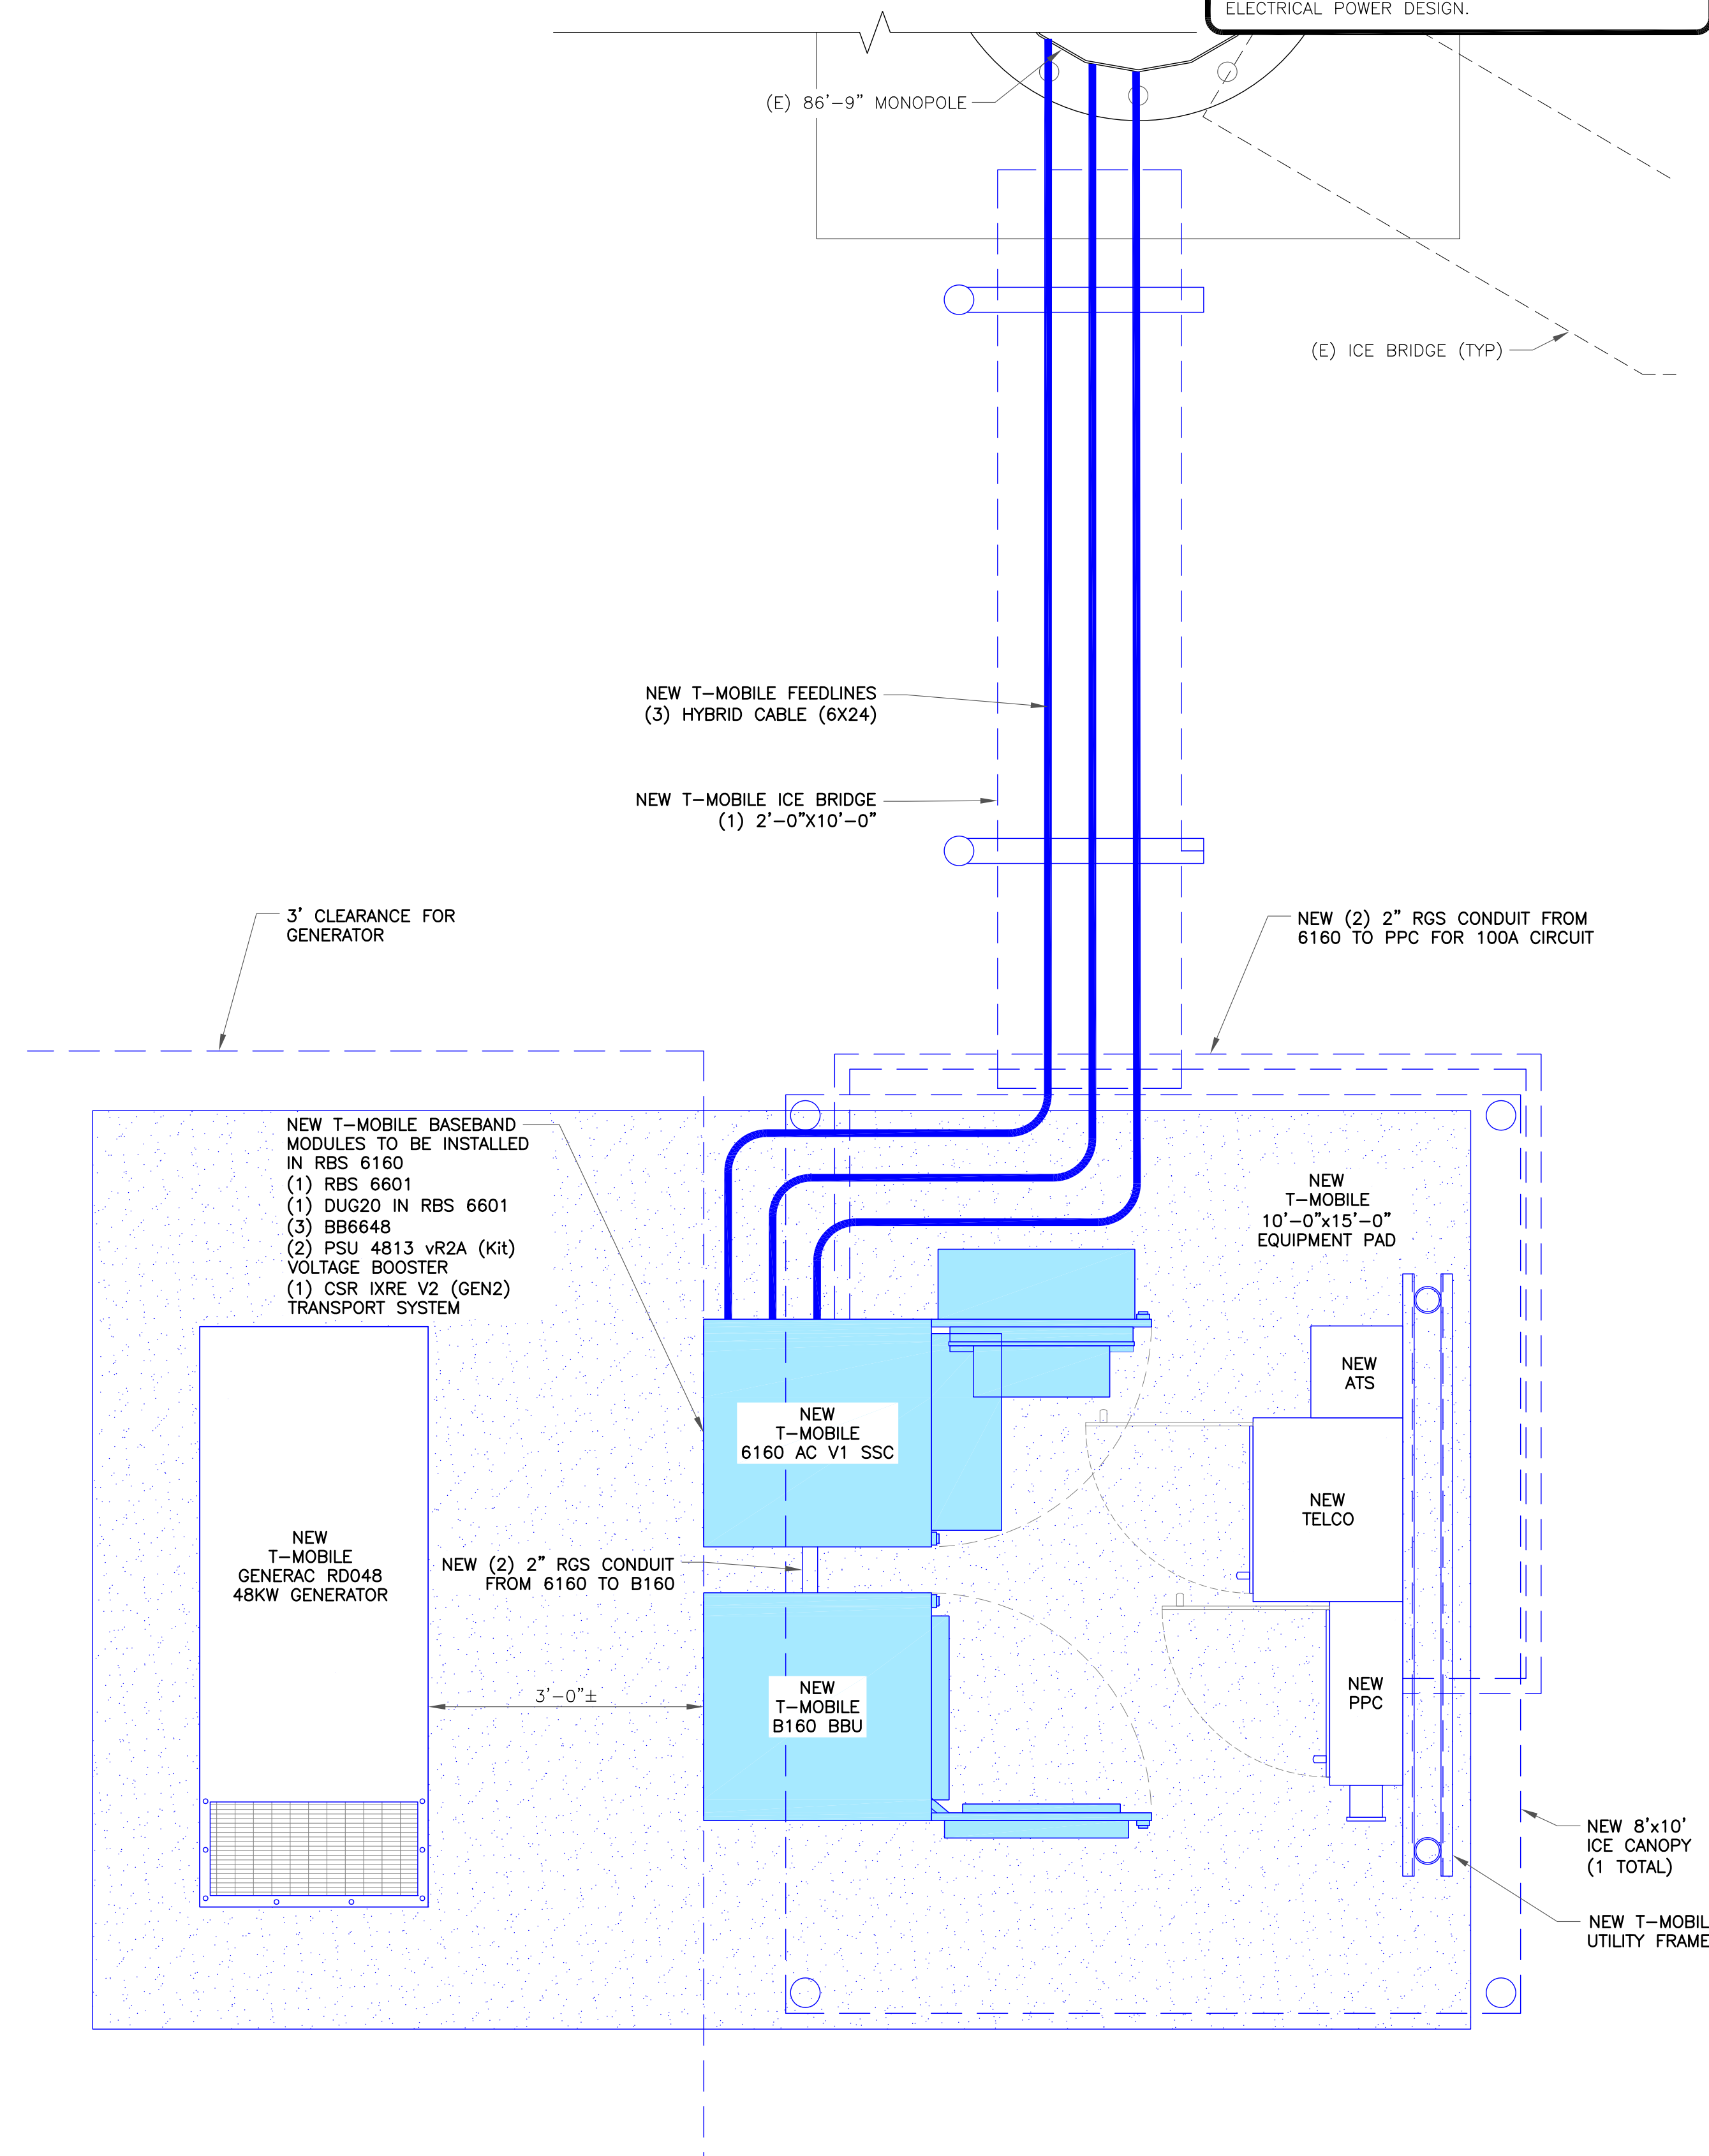 ELECTRICAL POWER DESIGN.
(E) 86'-9" MONOPOLE
(E) ICE BRIDGE (TYP)
NEW T-MOBILE FEEDLINES
(3) HYBRID CABLE (6X24)
NEW T-MOBILE ICE BRIDGE
(1) 2'-0"X10'-0"
3' CLEARANCE FOR
GENERATOR
NEW (2) 2" RGS CONDUIT FROM
6160 TO PPC FOR 100A CIRCUIT
NEW T-MOBILE BASEBAND
MODULES TO BE INSTALLED
IN RBS 6160
(1) RBS 6601
(1) DUG20 IN RBS 6601
(3) BB6648
(2) PSU 4813 vR2A (Kit)
VOLTAGE BOOSTER
(1) CSR IXRE V2 (GEN2)
TRANSPORT SYSTEM
NEW
T-MOBILE
10'-0"x15'-0"
EQUIPMENT PAD
NEW
ATS
NEW
T-MOBILE
6160 AC V1 SSC
NEW
TELCO
NEW
T-MOBILE
GENERAC RD048
48KW GENERATOR
NEW (2) 2" RGS CONDUIT
FROM 6160 TO B160
3'-0"±
NEW
T-MOBILE
B160 BBU
NEW
PPC
NEW 8'x10'
ICE CANOPY
(1 TOTAL)
NEW T-MOBIL
UTILITY FRAME